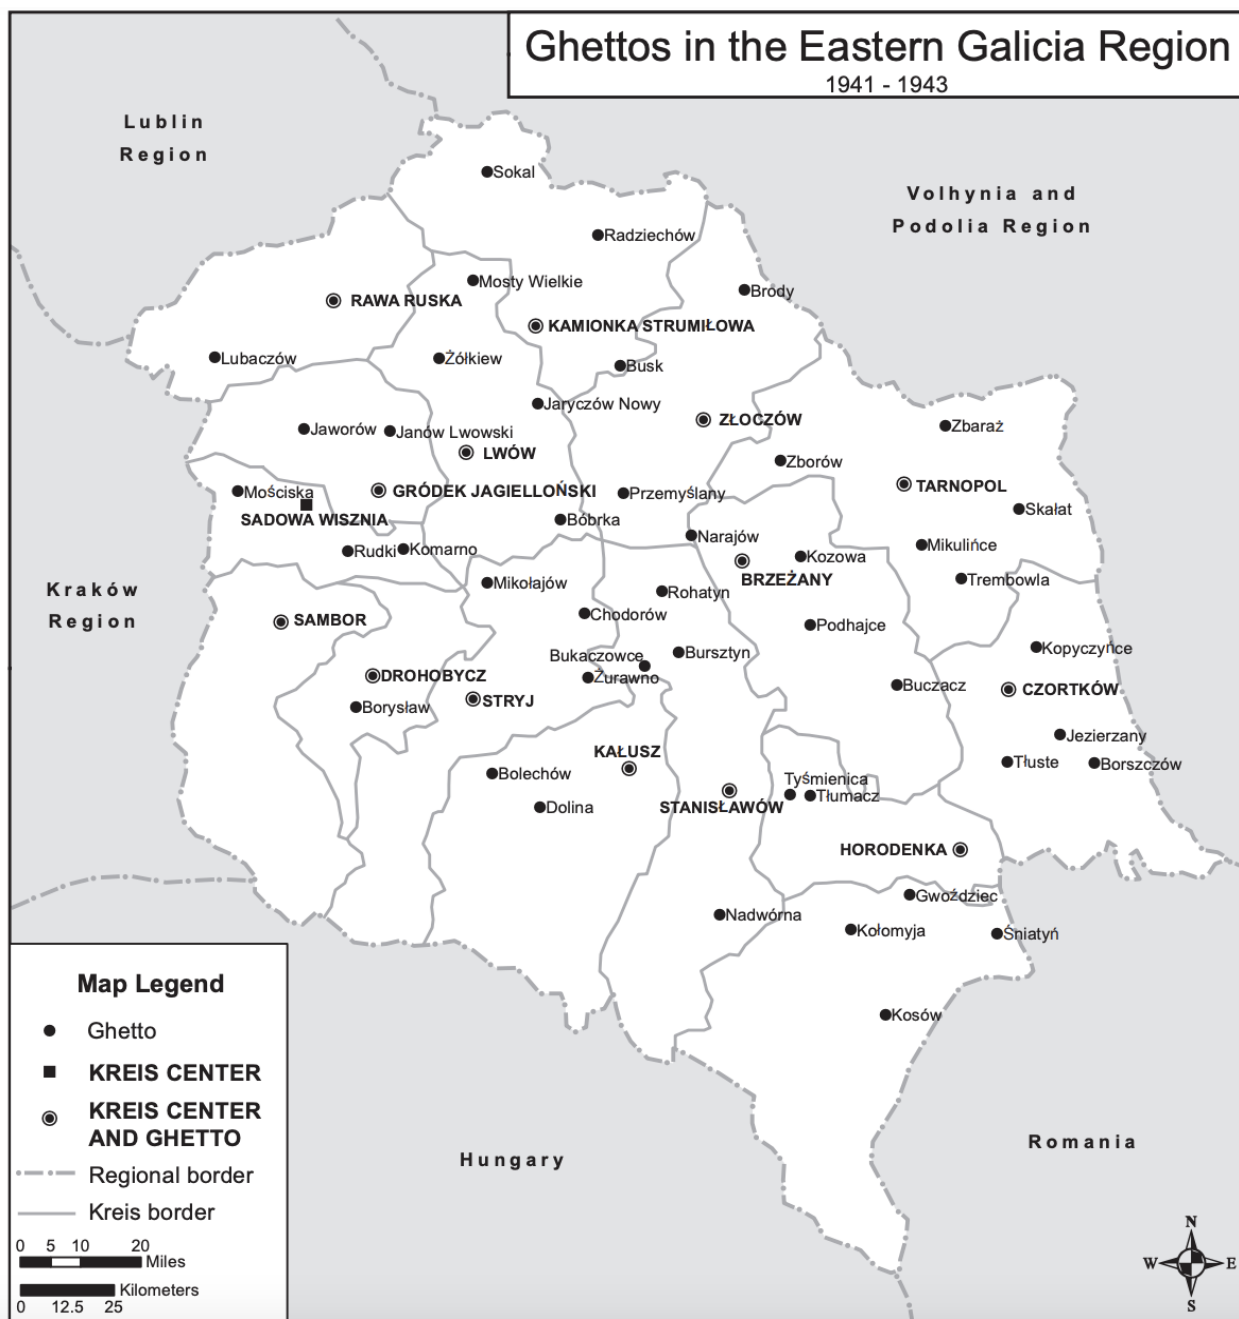 Ghettos in the Eastern Galicia Region
1941 - 1943
Lublin
Region
Volhynia and
Podolia Region
Sokal
Radziechów
Mosty Wielkie
Bródy
RAWA RUSKA
KAMIONKA STRUMIŁOWA
Lubaczów
Żółkiew
Busk
Jaryczów Nowy
ZŁOCZÓW
Zbaraż
Jaworów
Janów Lwowski
LWÓW
Zborów
TARNOPOL
Mościska
GRÓDEK JAGIELLOŃSKI
Przemyślany
Skałat
SADOWA WISZNIA
Bóbrka
Narajów
Mikulińce
Rudki
Komarno
Kozowa
BRZEŻANY
Trembowla
Kraków
Region
Mikołajów
Rohatyn
Chodorów
SAMBOR
Podhajce
Kopyczyńce
Bukaczowce
Bursztyn
DROHOBYCZ
Żurawno
Buczacz
CZORTKÓW
Borysław
STRYJ
Jezierzany
KAŁUSZ
Tłuste
Borszczów
Bolechów
Tyśmienica
Tłumacz
Dolina
STANISŁAWÓW
HORODENKA
Gwoździec
Nadwórna
Kołomyja
Śniatyń
Kosów
Hungary
Romania
Map Legend
Ghetto
KREIS CENTER
KREIS CENTER
AND GHETTO
Regional border
Kreis border
0 5 10 20
Miles
Kilometers
0 12.5 25
N
W E
S